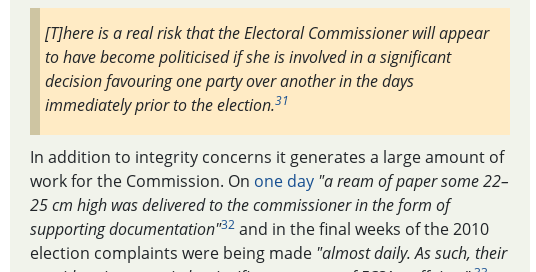 [T]here is a real risk that the Electoral Commissioner will appear
to have become politicised if she is involved in a significant
decision favouring one party over another in the days
immediately prior to the election.31
In addition to integrity concerns it generates a large amount of
work for the Commission. On one day "a ream of paper some 22–
25 cm high was delivered to the commissioner in the form of
supporting documentation"32 and in the final weeks of the 2010
election complaints were being made "almost daily. As such, their